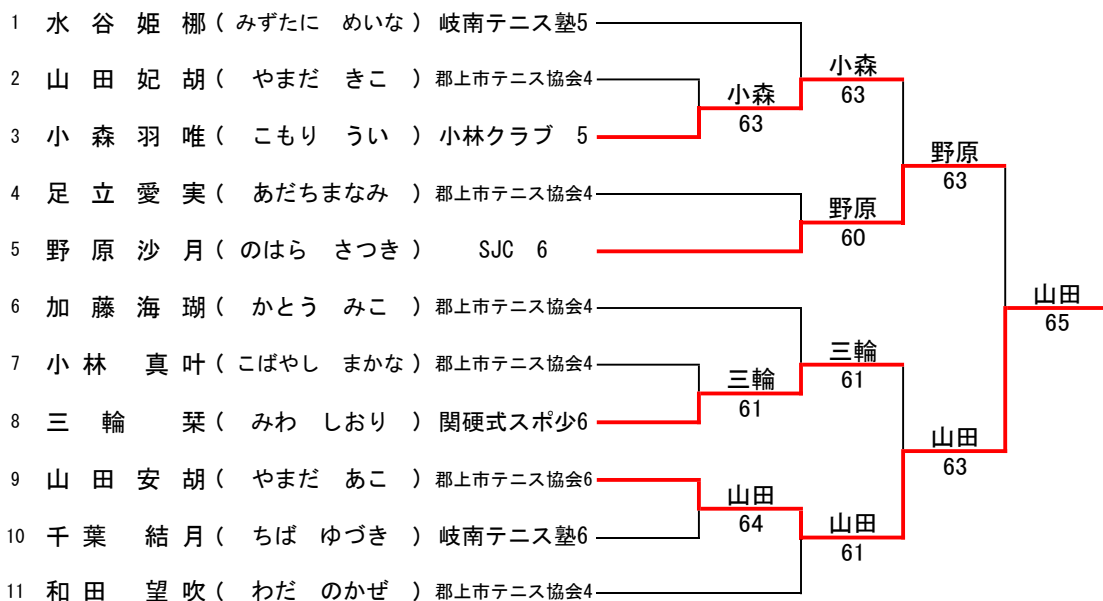 1 水 谷 姫 梛 ( みずたに めいな ) 岐南テニス塾5
2 山 田 妃 胡 ( やまだ きこ ) 郡上市テニス協会4
3 小 森 羽 唯 ( こもり うい ) 小林クラブ 5
4 足 立 愛 実 ( あだちまなみ ) 郡上市テニス協会4
5 野 原 沙 月 ( のはら さつき ) SJC 6
6 加 藤 海 瑚 ( かとう みこ ) 郡上市テニス協会4
7 小 林 真 叶 ( こばやし まかな ) 郡上市テニス協会4
8 三 輪 栞 ( みわ しおり ) 関硬式スポ少6
9 山 田 安 胡 ( やまだ あこ ) 郡上市テニス協会6
10 千 葉 結 月 ( ちば ゆづき ) 岐南テニス塾6
11 和 田 望 吹 ( わだ のかぜ ) 郡上市テニス協会4
小森
63
三輪
61
山田
64
小森
63
野原
60
三輪
61
山田
61
野原
63
山田
63
山田
65